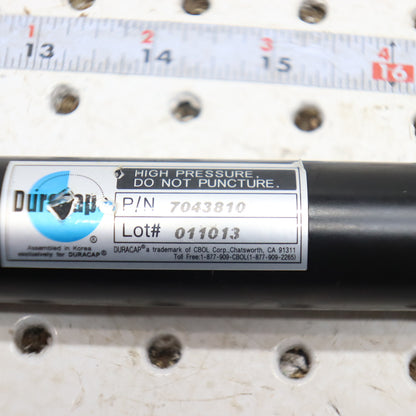 1 2 3 4
13 14 15 16
HIGH PRESSURE.
DO NOT PUNCTURE.
DuraCap
P/N 7043810
Lot# 011013
®
Assembled in Korea
exclusively for DURACAP®
DURACAP® a trademark of CBOL Corp., Chatsworth, CA 91311
Toll Free:1-877-909-CBOL(1-877-909-2265)